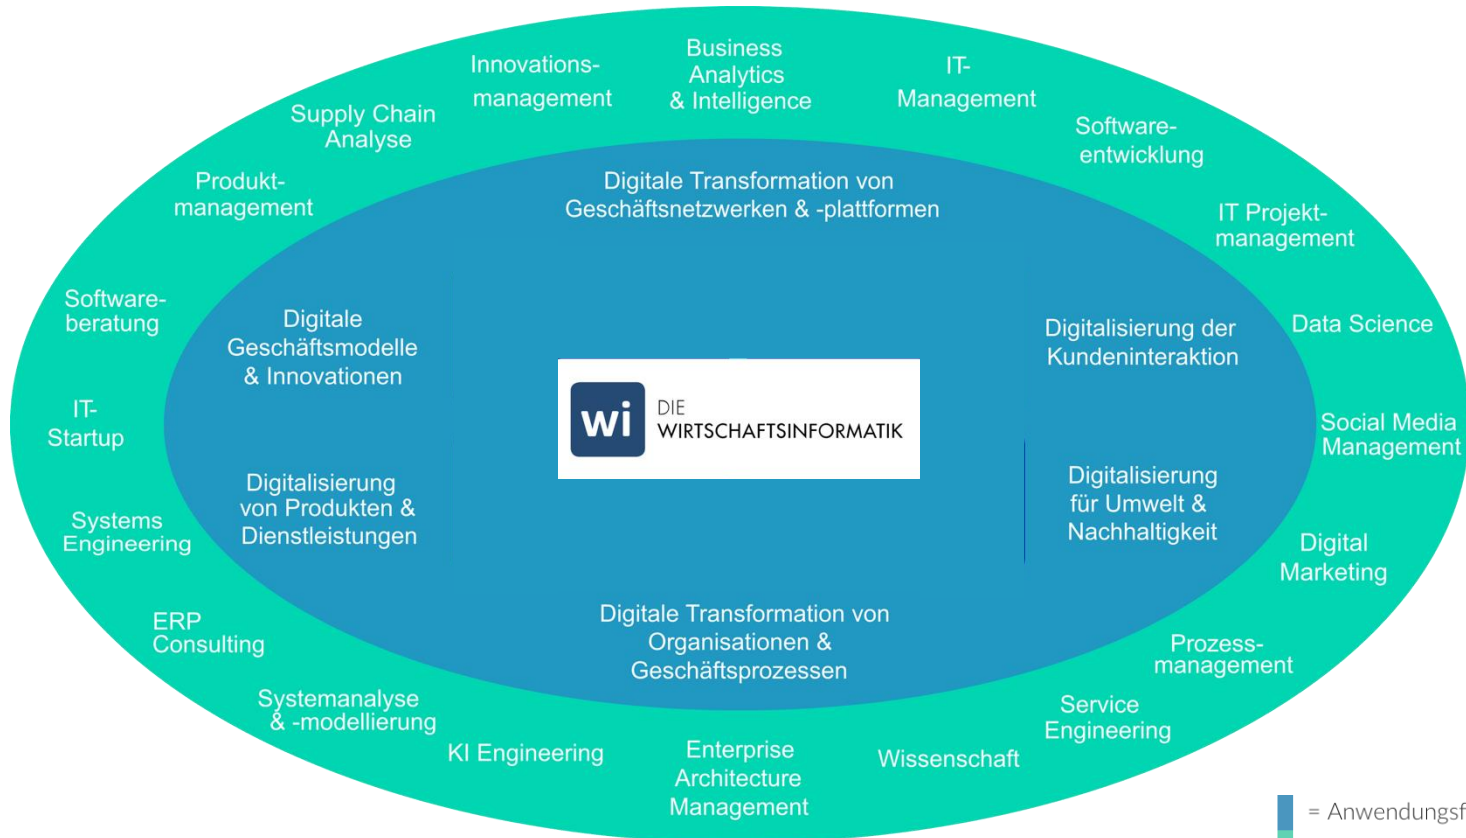 Innovations-
management
Business
Analytics
& Intelligence
IT-
Management
Supply Chain
Analyse
Software-
entwicklung
Produkt-
management
IT Projekt-
management
Software-
beratung
Data Science
IT-
Startup
Social Media
Management
Systems
Engineering
Digital
Marketing
ERP
Consulting
Prozess-
management
Systemanalyse
& -modellierung
Service
Engineering
KI Engineering
Enterprise
Architecture
Management
Wissenschaft
Digitale Transformation von
Geschäftsnetzwerken & -plattformen
Digitale
Geschäftsmodelle
& Innovationen
Digitalisierung der
Kundeninteraktion
wi
DIE
WIRTSCHAFTSINFORMATIK
Digitalisierung
von Produkten &
Dienstleistungen
Digitalisierung
für Umwelt &
Nachhaltigkeit
Digitale Transformation von
Organisationen &
Geschäftsprozessen
= Anwendungsf